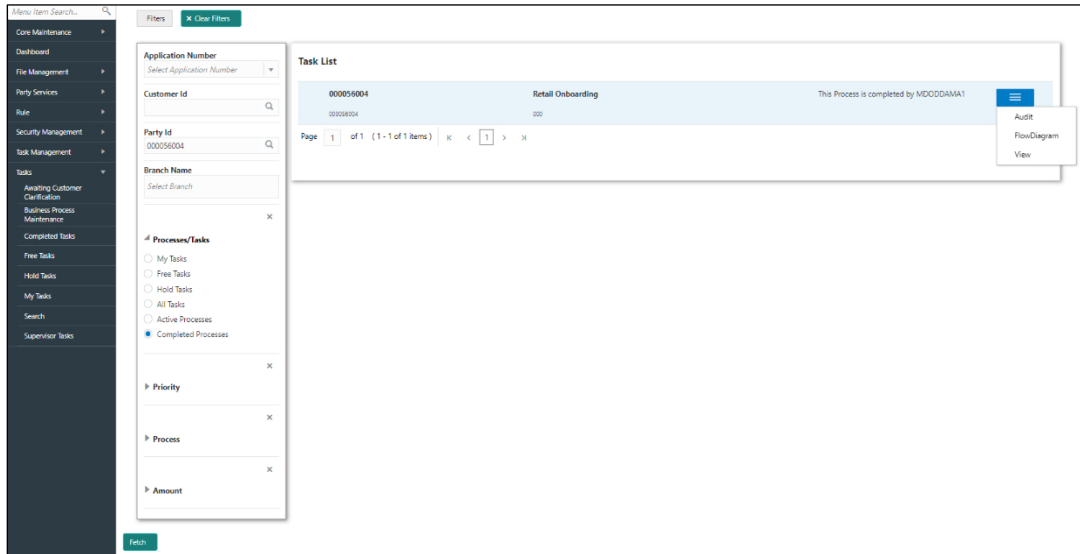 Menu Item Search...
Core Maintenance
Dashboard
File Management
Party Services
Rule
Security Management
Task Management
Tasks
Awaiting Customer
Clarification
Business Process
Maintenance
Completed Tasks
Free Tasks
Hold Tasks
My Tasks
Search
Supervisor Tasks
Filters
Clear Filters
Application Number
Select Application Number
Customer Id
Party Id
000056004
Branch Name
Select Branch
Processes/Tasks
My Tasks
Free Tasks
Hold Tasks
All Tasks
Active Processes
Completed Processes
Priority
Process
Amount
Fetch
Task List
000056004 Retail Onboarding This Process is completed by MDODDAMA1
000056004 000
Page 1 of 1 (1 - 1 of 1 items) 1
Audit
FlowDiagram
View